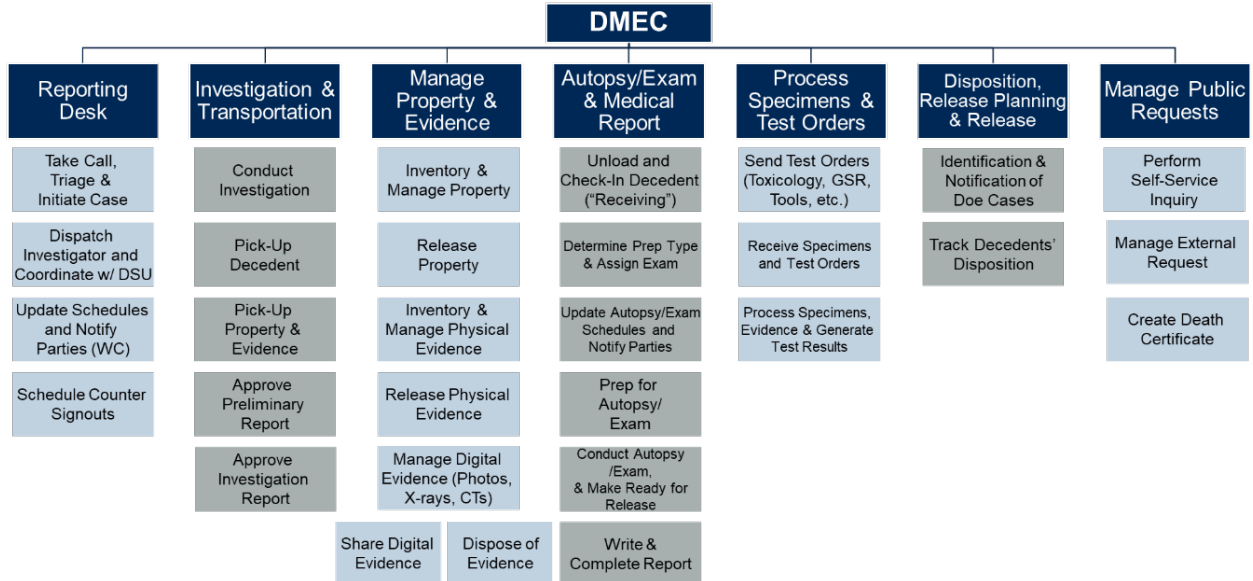 DMEC
Reporting
Desk
Take Call,
Triage &
Initiate Case
Dispatch
Investigator and
Coordinate w/ DSU
Update Schedules
and Notify
Parties (WC)
Schedule Counter
Signouts
Investigation &
Transportation
Conduct
Investigation
Pick-Up
Decedent
Pick-Up
Property &
Evidence
Approve
Preliminary
Report
Approve
Investigation
Report
Manage
Property &
Evidence
Inventory &
Manage Property
Release
Property
Inventory &
Manage Physical
Evidence
Release Physical
Evidence
Manage Digital
Evidence (Photos,
X-rays, CTs)
Share Digital
Evidence
Dispose of
Evidence
Autopsy/Exam
& Medical
Report
Unload and
Check-In Decedent
(“Receiving”)
Determine Prep Type
& Assign Exam
Update Autopsy/Exam
Schedules and
Notify Parties
Prep for
Autopsy/
Exam
Conduct Autopsy
/Exam,
& Make Ready for
Release
Write &
Complete Report
Process
Specimens &
Test Orders
Send Test Orders
(Toxicology, GSR,
Tools, etc.)
Receive Specimens
and Test Orders
Process Specimens,
Evidence & Generate
Test Results
Disposition,
Release Planning
& Release
Identification &
Notification of
Doe Cases
Track Decedents’
Disposition
Manage Public
Requests
Perform
Self-Service
Inquiry
Manage External
Request
Create Death
Certificate